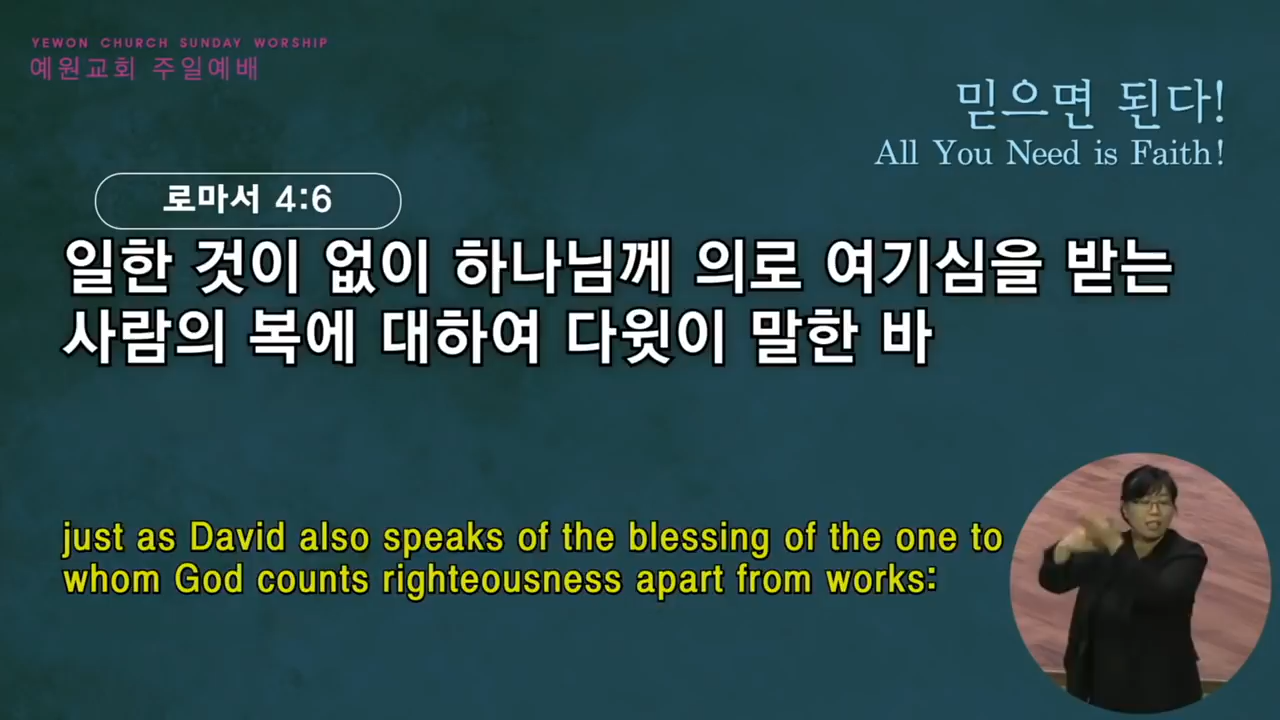 YEWON CHURCH SUNDAY WORSHIP
예원교회 주일예배
믿으면 된다!
All You Need is Faith!
로마서 4:6
일한 것이 없이 하나님께 의로 여기심을 받는
사람의 복에 대하여 다윗이 말한 바
just as David also speaks of the blessing of the one to
whom God counts righteousness apart from works: